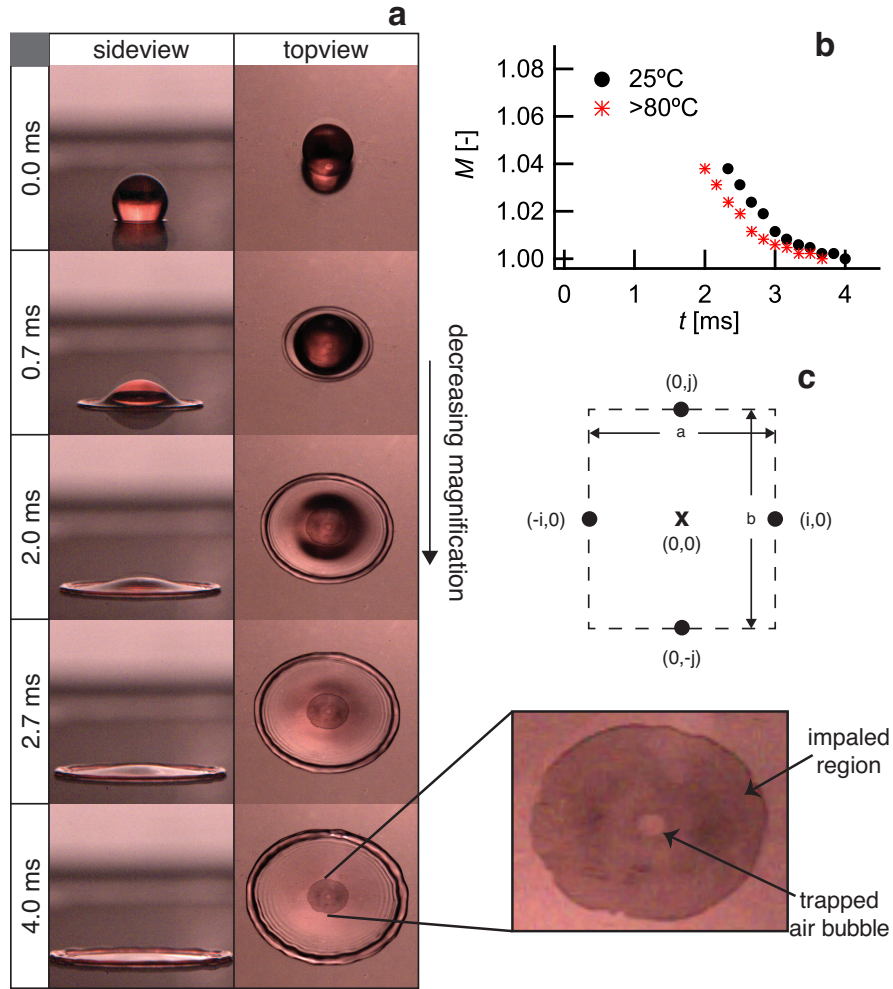 a
sideview
topview
0.0 ms
0.7 ms
2.0 ms
2.7 ms
4.0 ms
decreasing magnification
b
M [-]
1.08
1.06
1.04
1.02
1.00
25ºC
>80ºC
0
1
2
3
4
t [ms]
c
(0,j)
a
(-i,0)
x
b
(i,0)
(0,0)
(0,-j)
impaled
region
trapped
air bubble